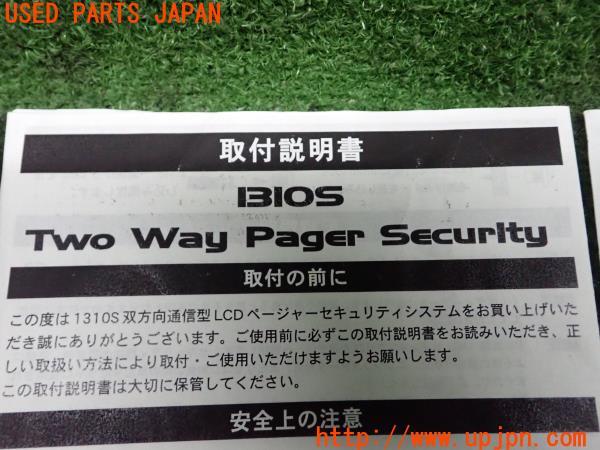 USED PARTS JAPAN
取付説明書
1310S
Two Way Pager Security
取付の前に
この度は1310S双方向通信型LCDページャーセキュリティシステムをお買い上げいた
だき誠にありがとうございます。ご使用前に必ずこの取付説明書をお読みいただき、正
しい取扱い方法により取付・ご使用いただけますようお願いします。
この取付説明書は大切に保管してください。
安全上の注意
http://www.upjpn.com/